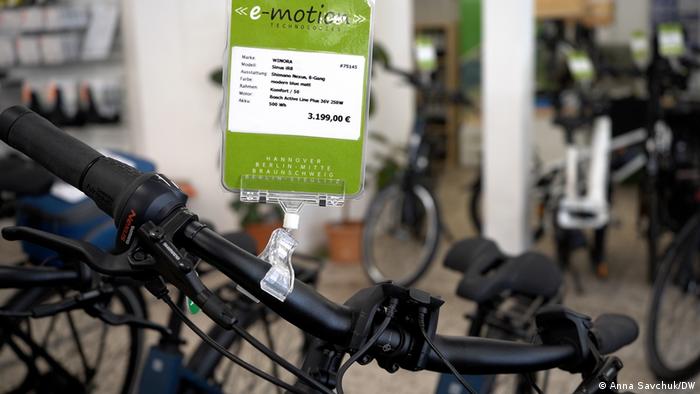 « e-motion »
TECHNOLOGIES
Marke: WINORA #75145
Modell: Sinus iR8
Ausstattung: Shimano Nexus, 8-Gang
Farbe modern blue matt
Rahmen Komfort / 50
Motor: Bosch Active Line Plus 36V 250W
Akku: 500 Wh
3.199,00 €
HANNOVER
BERLIN-MITTE
BRAUNSCHWEIG
BERLIN-STEGLITZ
© Anna Savchuk/DW